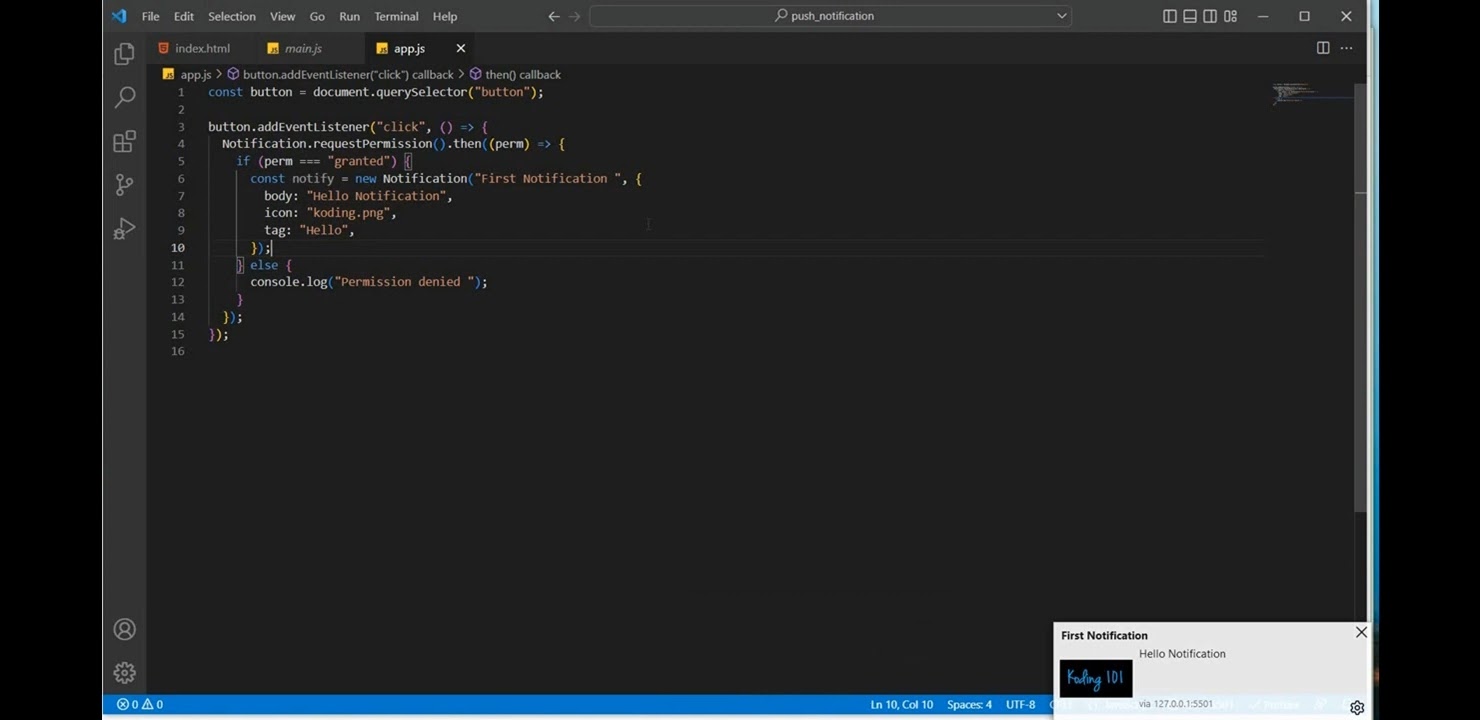 File Edit Selection View Go Run Terminal Help
push_notification
index.html
main.js
app.js
app.js > button.addEventListener("click") callback > then() callback
1 const button = document.querySelector("button");
2
3 button.addEventListener("click", () => {
4 Notification.requestPermission().then((perm) => {
5 if (perm === "granted") {
6 const notify = new Notification("First Notification ", {
7 body: "Hello Notification",
8 icon: "koding.png",
9 tag: "Hello",
10 });
11 } else {
12 console.log("Permission denied ");
13 }
14 });
15 });
16
First Notification
Hello Notification
Koding 101
via 127.0.0.1:5501
0 0
Ln 10, Col 10 Spaces: 4 UTF-8